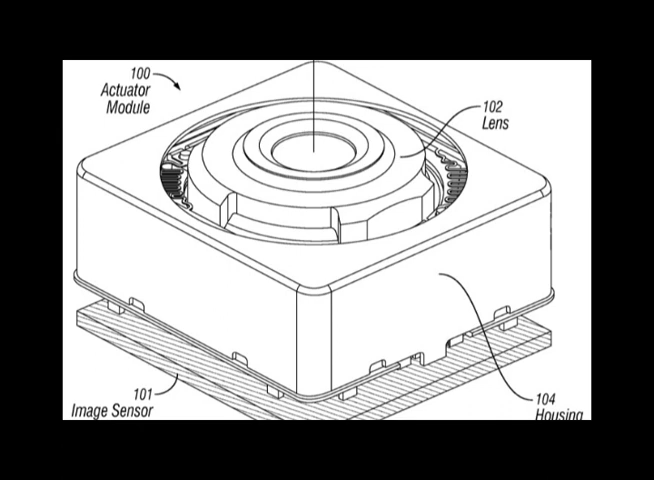 100
Actuator
Module
102
Lens
101
Image Sensor
104
Housing